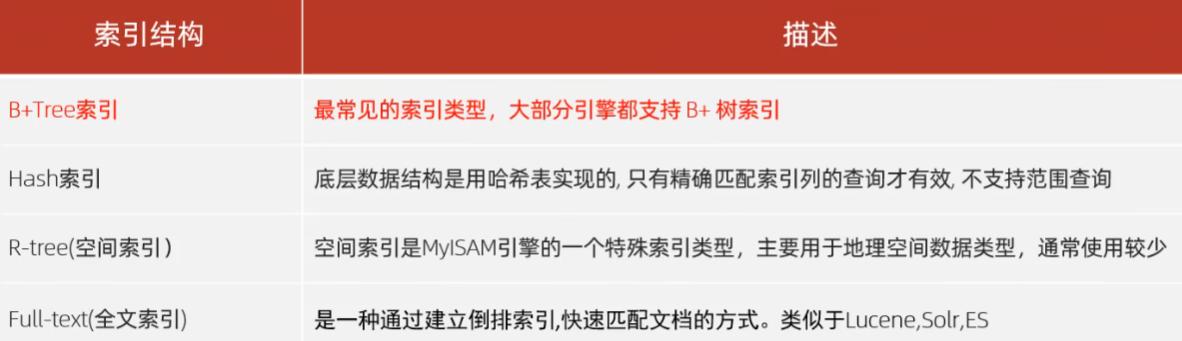 索引结构 描述
B+Tree索引 最常见的索引类型，大部分引擎都支持 B+ 树索引
Hash索引 底层数据结构是用哈希表实现的, 只有精确匹配索引列的查询才有效, 不支持范围查询
R-tree(空间索引） 空间索引是MyISAM引擎的一个特殊索引类型，主要用于地理空间数据类型，通常使用较少
Full-text(全文索引) 是一种通过建立倒排索引,快速匹配文档的方式。类似于Lucene,Solr,ES